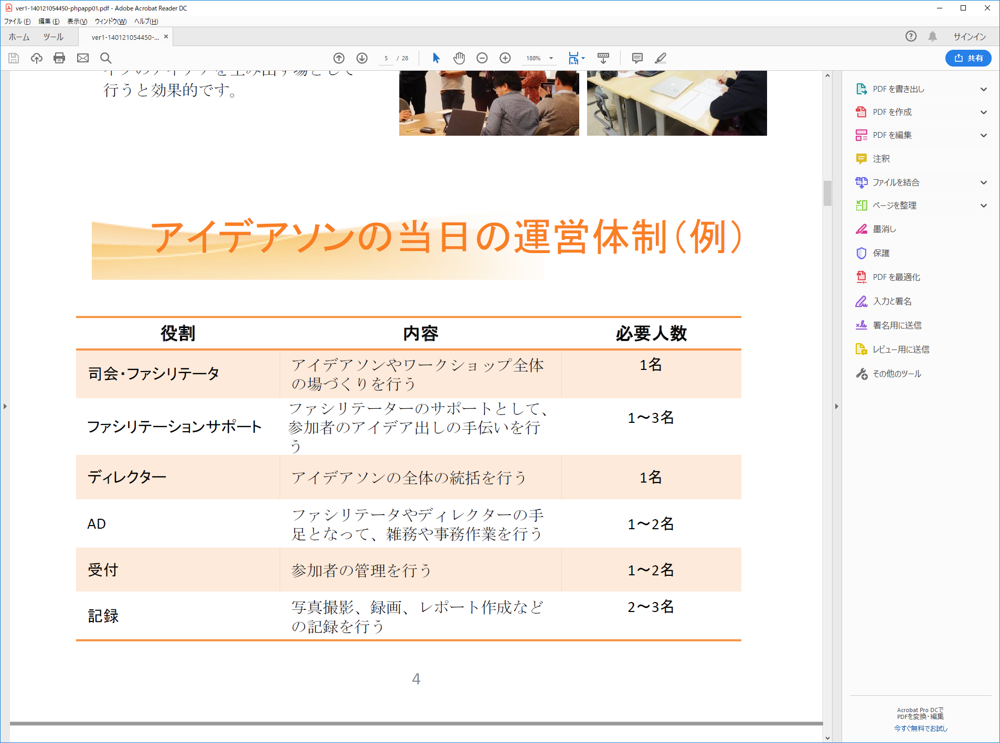 ver1-140121054450-phpapp01.pdf - Adobe Acrobat Reader DC
ファイル(F) 編集(E) 表示(V) ウィンドウ(W) ヘルプ(H)
ホーム ツール ver1-140121054450-... × サインイン
5 / 28 188% 共有
行うと効果的です。
アイデアソンの当日の運営体制(例)
役割 内容 必要人数
司会・ファシリテータ アイデアソンやワークショップ全体 1名
の場づくりを行う
ファシリテーションサポート ファシリテーターのサポートとして、 1～3名
参加者のアイデア出しの手伝いを行
う
ディレクター アイデアソンの全体の統括を行う 1名
AD ファシリテータやディレクターの手 1～2名
足となって、雑務や事務作業を行う
受付 参加者の管理を行う 1～2名
記録 写真撮影、録画、レポート作成など 2～3名
の記録を行う
4
PDF を書き出し
PDF を作成
PDF を編集
注釈
ファイルを結合
ページを整理
墨消し
保護
PDF を最適化
入力と署名
署名用に送信
レビュー用に送信
その他のツール
Acrobat Pro DCで
PDFを変換・編集
今すぐ無料でお試し